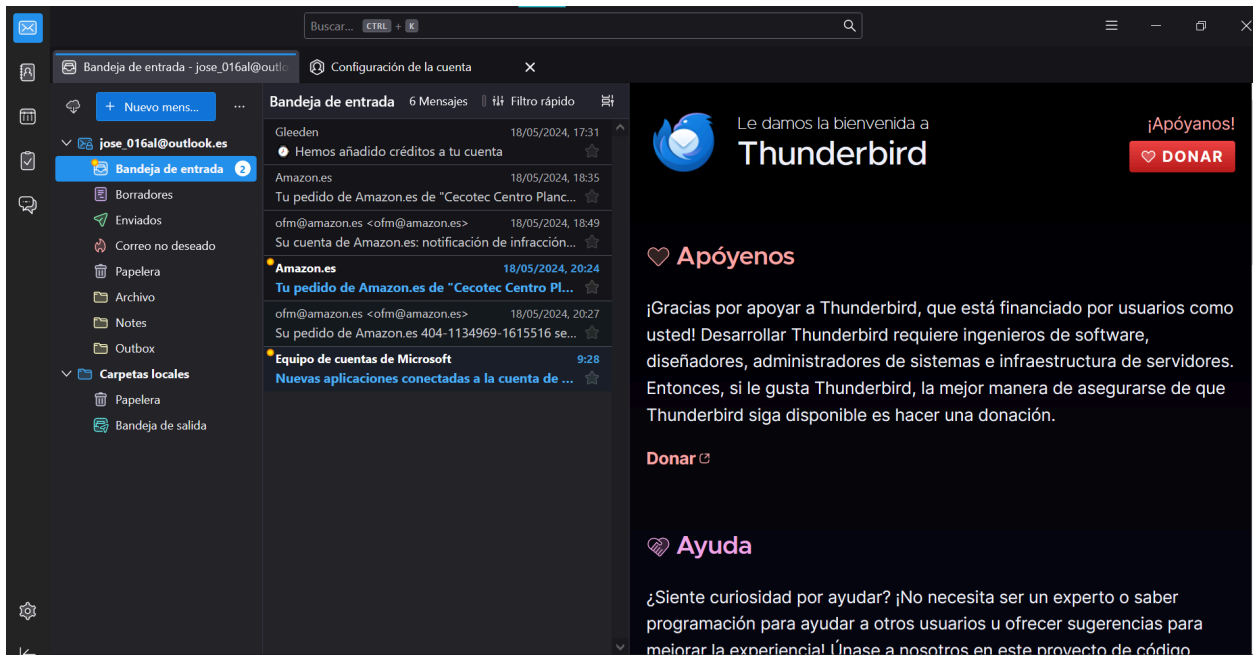 Buscar... CTRL + K
Bandeja de entrada - jose_016al@outlo
Configuración de la cuenta
+ Nuevo mens...
jose_016al@outlook.es
Bandeja de entrada 2
Borradores
Enviados
Correo no deseado
Papelera
Archivo
Notes
Outbox
Carpetas locales
Papelera
Bandeja de salida
Bandeja de entrada 6 Mensajes Filtro rápido
Gleeden 18/05/2024, 17:31
Hemos añadido créditos a tu cuenta
Amazon.es 18/05/2024, 18:35
Tu pedido de Amazon.es de "Cecotec Centro Planc...
ofm@amazon.es <ofm@amazon.es> 18/05/2024, 18:49
Su cuenta de Amazon.es: notificación de infracción...
Amazon.es 18/05/2024, 20:24
Tu pedido de Amazon.es de "Cecotec Centro Pl...
ofm@amazon.es <ofm@amazon.es> 18/05/2024, 20:27
Su pedido de Amazon.es 404-1134969-1615516 se...
Equipo de cuentas de Microsoft 9:28
Nuevas aplicaciones conectadas a la cuenta de ...
Le damos la bienvenida a
Thunderbird
¡Apóyanos!
DONAR
Apóyenos
¡Gracias por apoyar a Thunderbird, que está financiado por usuarios como
usted! Desarrollar Thunderbird requiere ingenieros de software,
diseñadores, administradores de sistemas e infraestructura de servidores.
Entonces, si le gusta Thunderbird, la mejor manera de asegurarse de que
Thunderbird siga disponible es hacer una donación.
Donar
Ayuda
¿Siente curiosidad por ayudar? ¡No necesita ser un experto o saber
programación para ayudar a otros usuarios u ofrecer sugerencias para
mejorar la experiencia! Únase a nosotros en este proyecto de código